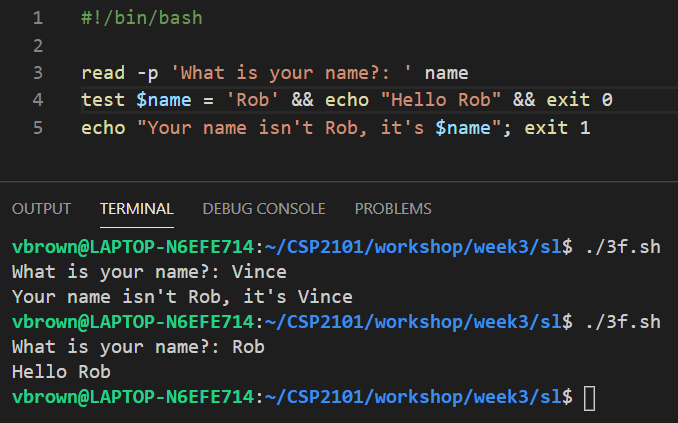 1 #!/bin/bash
2
3 read -p 'What is your name?: ' name
4 test $name = 'Rob' && echo "Hello Rob" && exit 0
5 echo "Your name isn't Rob, it's $name"; exit 1
OUTPUT TERMINAL DEBUG CONSOLE PROBLEMS
vbrown@LAPTOP-N6EFE714:~/CSP2101/workshop/week3/sl$ ./3f.sh
What is your name?: Vince
Your name isn't Rob, it's Vince
vbrown@LAPTOP-N6EFE714:~/CSP2101/workshop/week3/sl$ ./3f.sh
What is your name?: Rob
Hello Rob
vbrown@LAPTOP-N6EFE714:~/CSP2101/workshop/week3/sl$